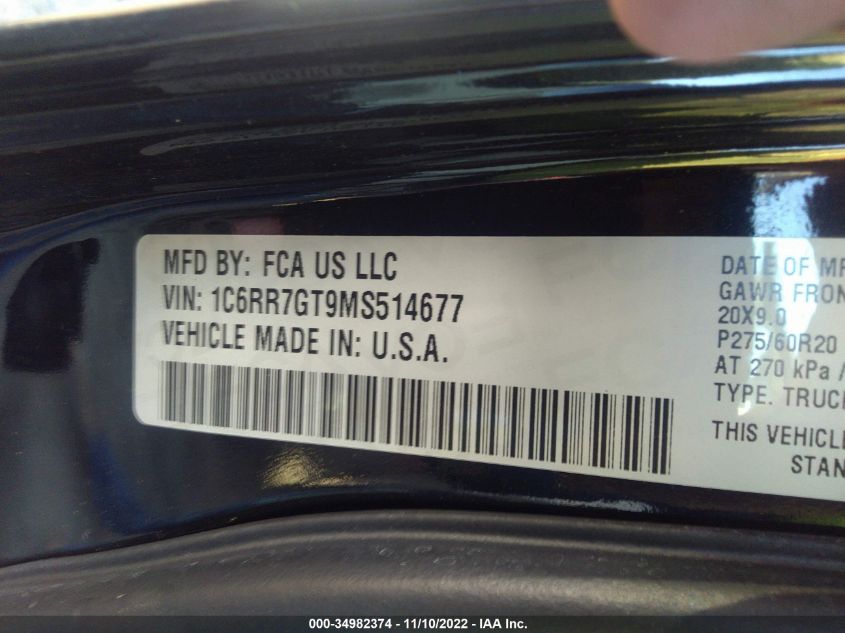 MFD BY: FCA US LLC
VIN: 1C6RR7GT9MS514677
VEHICLE MADE IN: U.S.A.
DATE OF MF
GAWR FRON
20X9.0
P275/60R20
AT 270 kPa /
TYPE. TRUCK
THIS VEHICLE
STAN
000-34982374 - 11/10/2022 - IAA Inc.